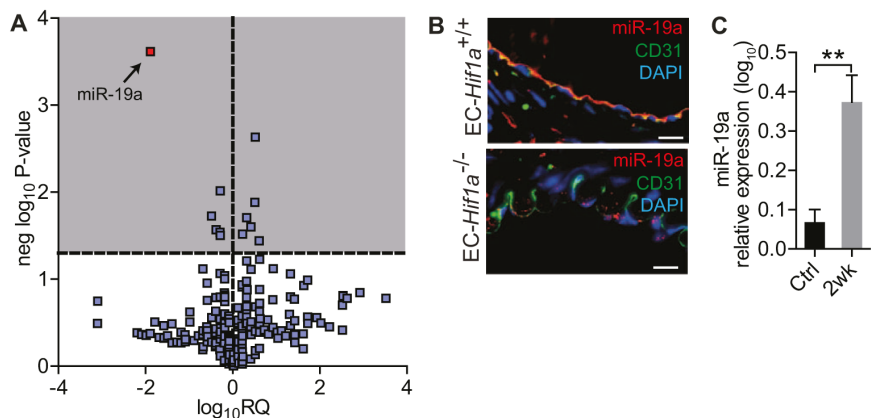 A
4
3
2
1
0
neg log10 P-value
miR-19a
-4
-2
0
2
4
log10RQ
B
EC-Hif1a+/+
miR-19a
CD31
DAPI
EC-Hif1a-/-
miR-19a
CD31
DAPI
C
miR-19a
relative expression (log10)
0.5
0.4
0.3
0.2
0.1
0.0
**
Ctrl
2wk